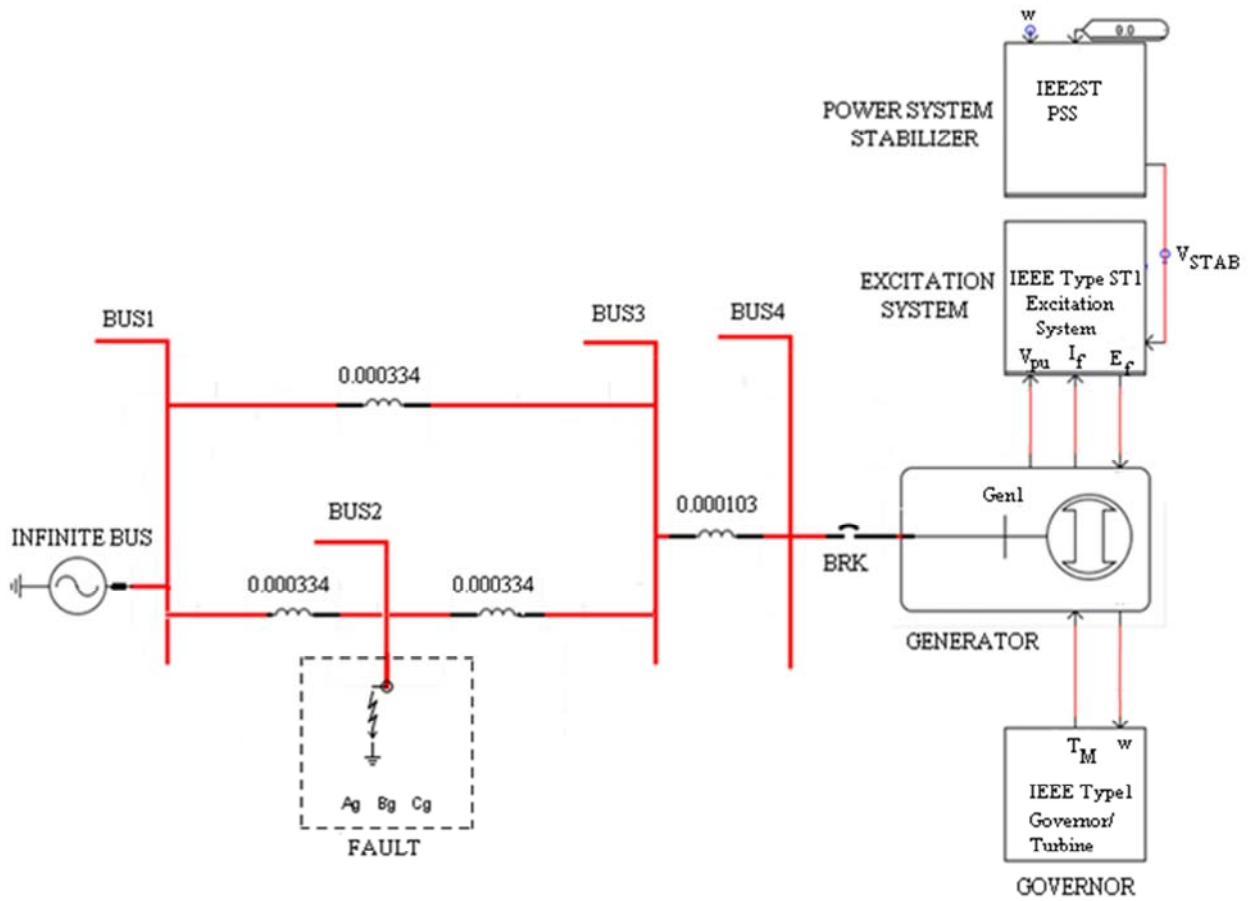 w
0.0
IEE2ST
PSS
POWER SYSTEM
STABILIZER
VSTAB
EXCITATION
SYSTEM
IEEE Type ST1
Excitation
System
Vpu If Ef
BUS1
BUS3
BUS4
0.000334
Gen1
0.000103
BUS2
INFINITE BUS
BRK
0.000334
0.000334
GENERATOR
TM w
IEEE Type1
Governor/
Turbine
GOVERNOR
Ag Bg Cg
FAULT